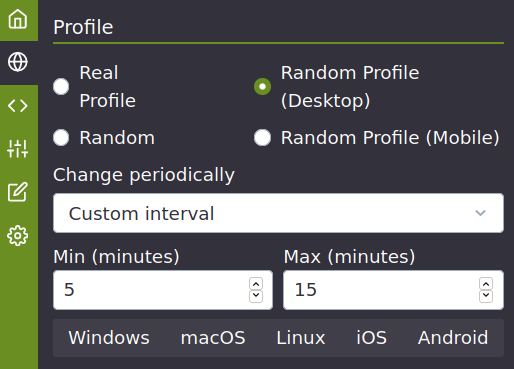 Profile
Real
Profile
Random Profile
(Desktop)
Random
Random Profile (Mobile)
Change periodically
Custom interval
Min (minutes)
Max (minutes)
5
15
Windows macOS Linux iOS Android